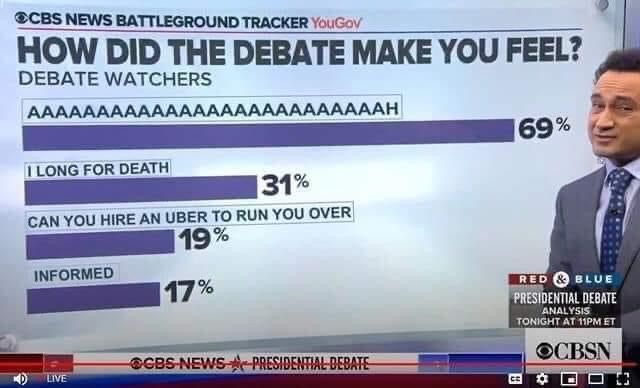 CBS NEWS BATTLEGROUND TRACKER YouGov
HOW DID THE DEBATE MAKE YOU FEEL?
DEBATE WATCHERS
AAAAAAAAAAAAAAAAAAAAAAAAAAH
69%
I LONG FOR DEATH
31%
CAN YOU HIRE AN UBER TO RUN YOU OVER
19%
INFORMED
17%
RED & BLUE
PRESIDENTIAL DEBATE
ANALYSIS
TONIGHT AT 11PM ET
CBSN
CBS NEWS PRESIDENTIAL DEBATE
LIVE
CC